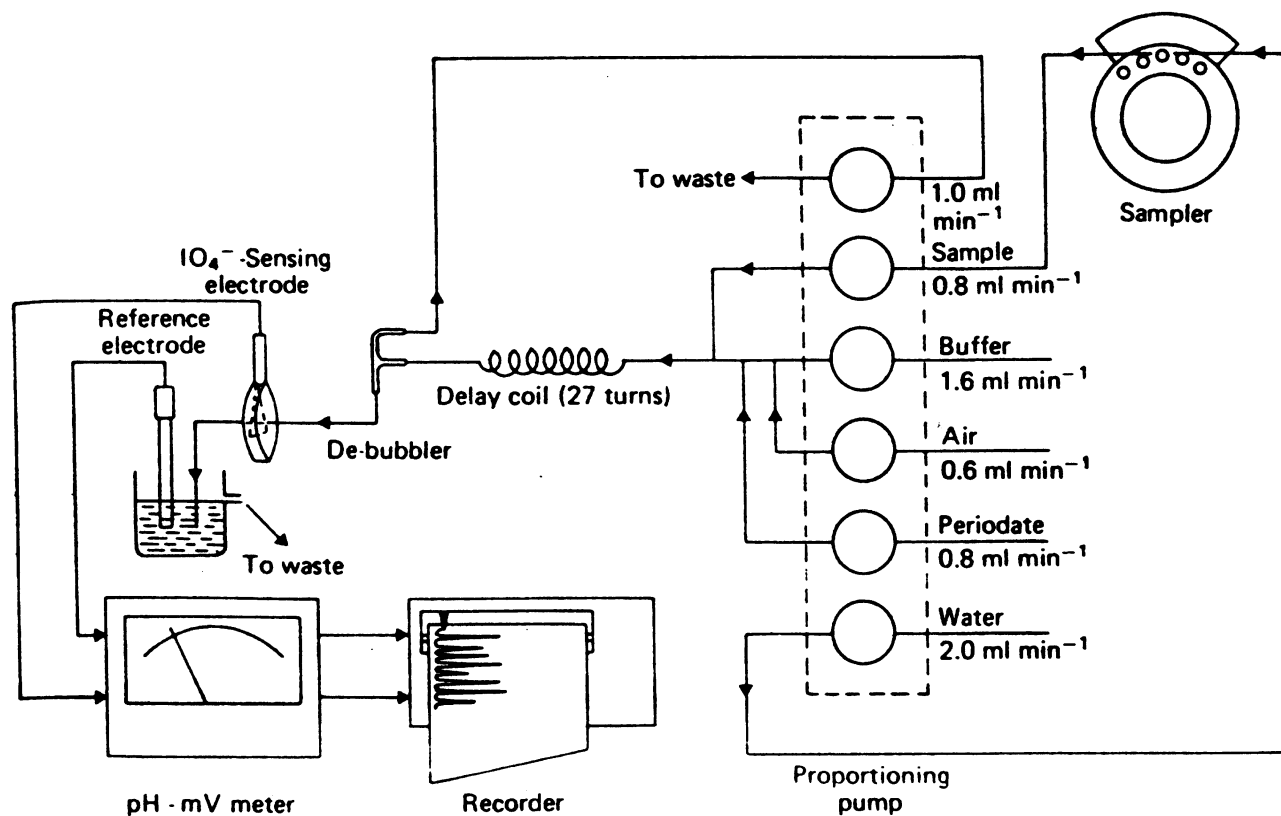 To waste
1.0 ml
min⁻¹
Sampler
Sample
0.8 ml min⁻¹
IO₄⁻-Sensing
electrode
Reference
electrode
Buffer
1.6 ml min⁻¹
Delay coil (27 turns)
De-bubbler
Air
0.6 ml min⁻¹
Periodate
0.8 ml min⁻¹
To waste
Water
2.0 ml min⁻¹
Proportioning
pump
pH - mV meter
Recorder